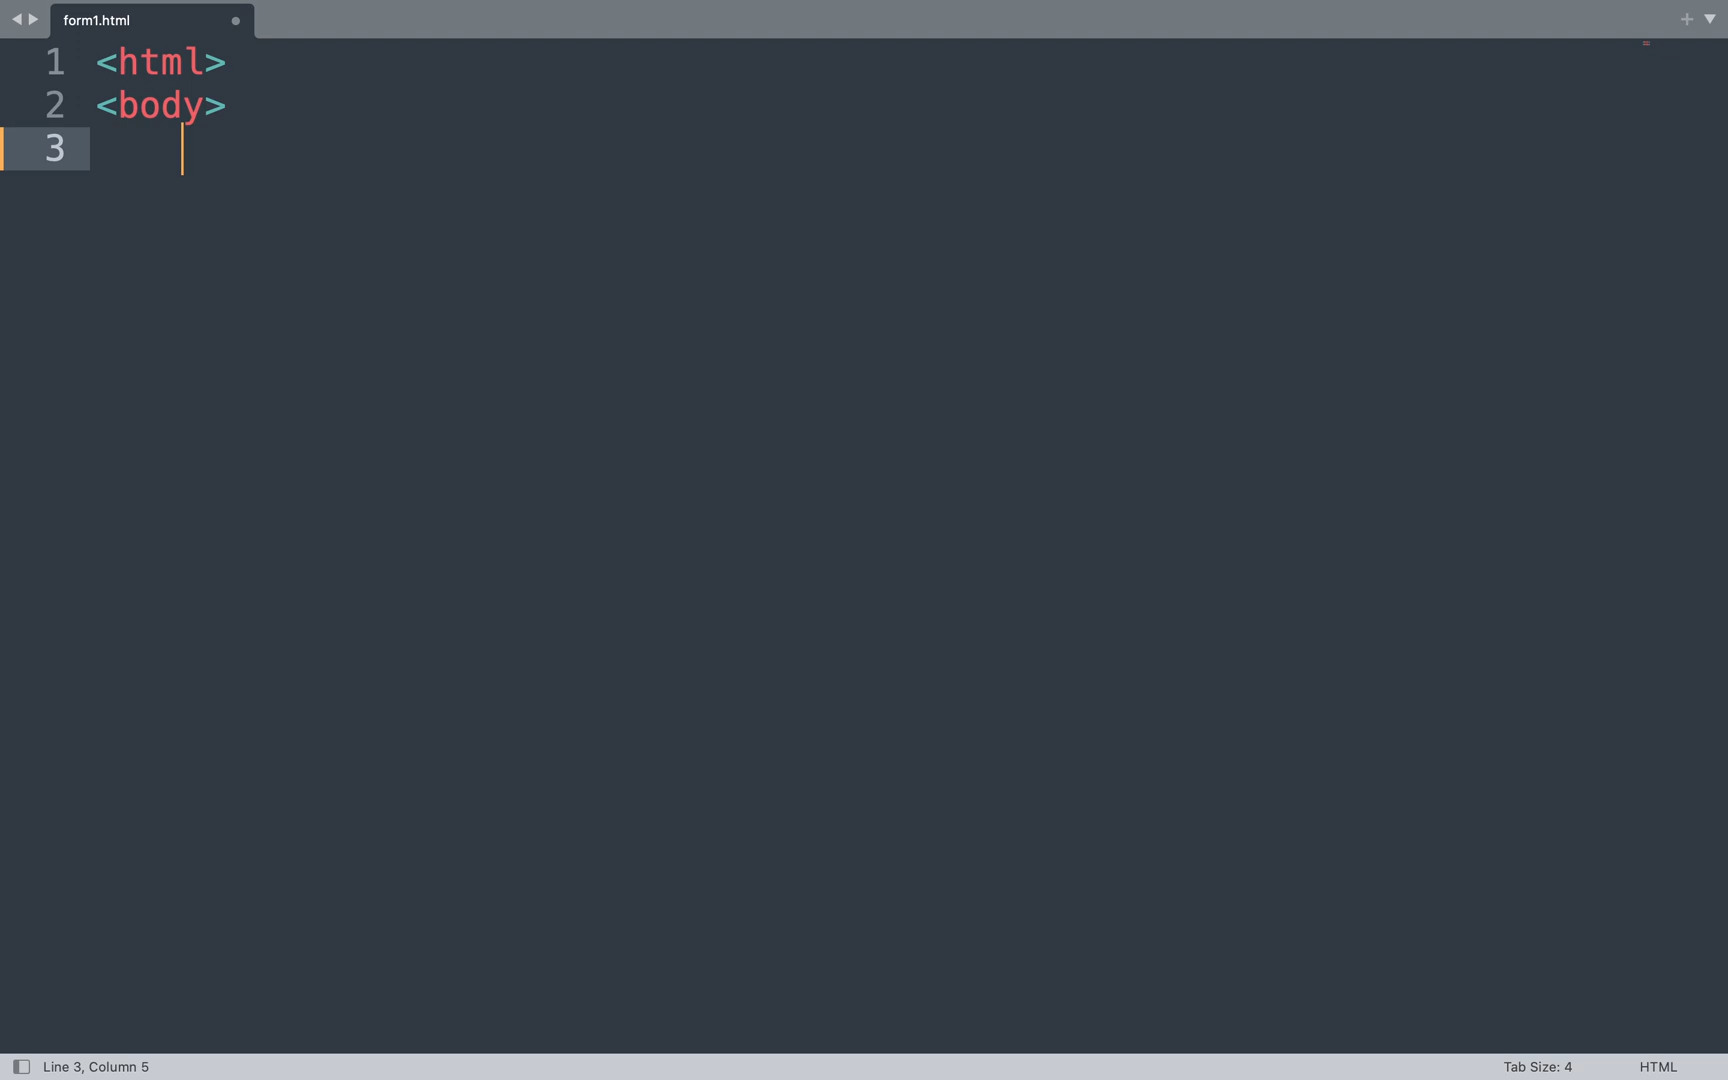 form1.html
1 <html>
2 <body>
3
Line 3, Column 5
Tab Size: 4
HTML